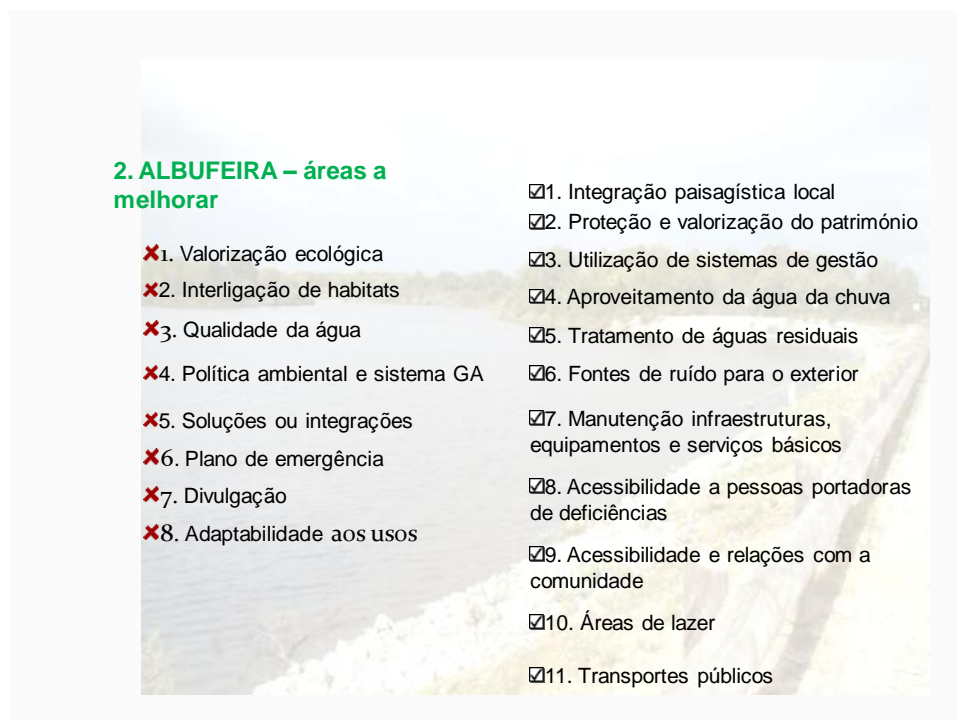 2. ALBUFEIRA – áreas a
melhorar
✘1. Valorização ecológica
✘2. Interligação de habitats
✘3. Qualidade da água
✘4. Política ambiental e sistema GA
✘5. Soluções ou integrações
✘6. Plano de emergência
✘7. Divulgação
✘8. Adaptabilidade aos usos
☑1. Integração paisagística local
☑2. Proteção e valorização do património
☑3. Utilização de sistemas de gestão
☑4. Aproveitamento da água da chuva
☑5. Tratamento de águas residuais
☑6. Fontes de ruído para o exterior
☑7. Manutenção infraestruturas,
equipamentos e serviços básicos
☑8. Acessibilidade a pessoas portadoras
de deficiências
☑9. Acessibilidade e relações com a
comunidade
☑10. Áreas de lazer
☑11. Transportes públicos